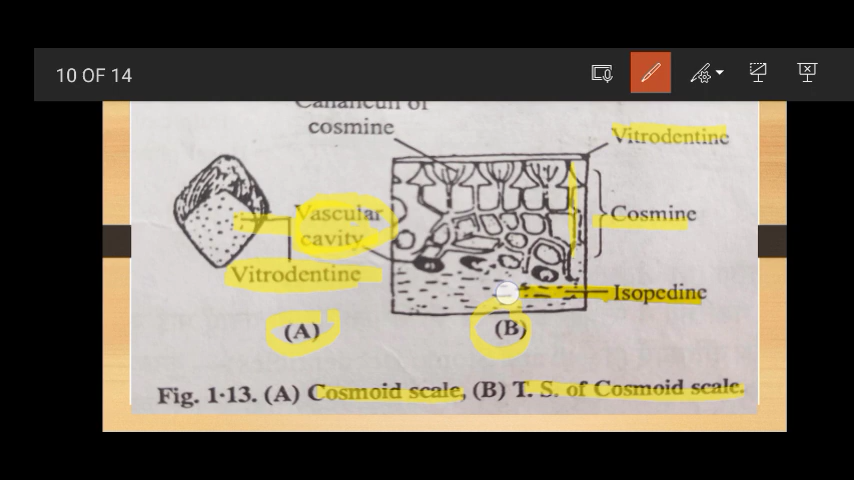 10 OF 14
cosmine
Vitrodentine
Vascular
cavity
Cosmine
Vitrodentine
Isopedine
(A)
(B)
Fig. 1·13. (A) Cosmoid scale, (B) T. S. of Cosmoid scale.